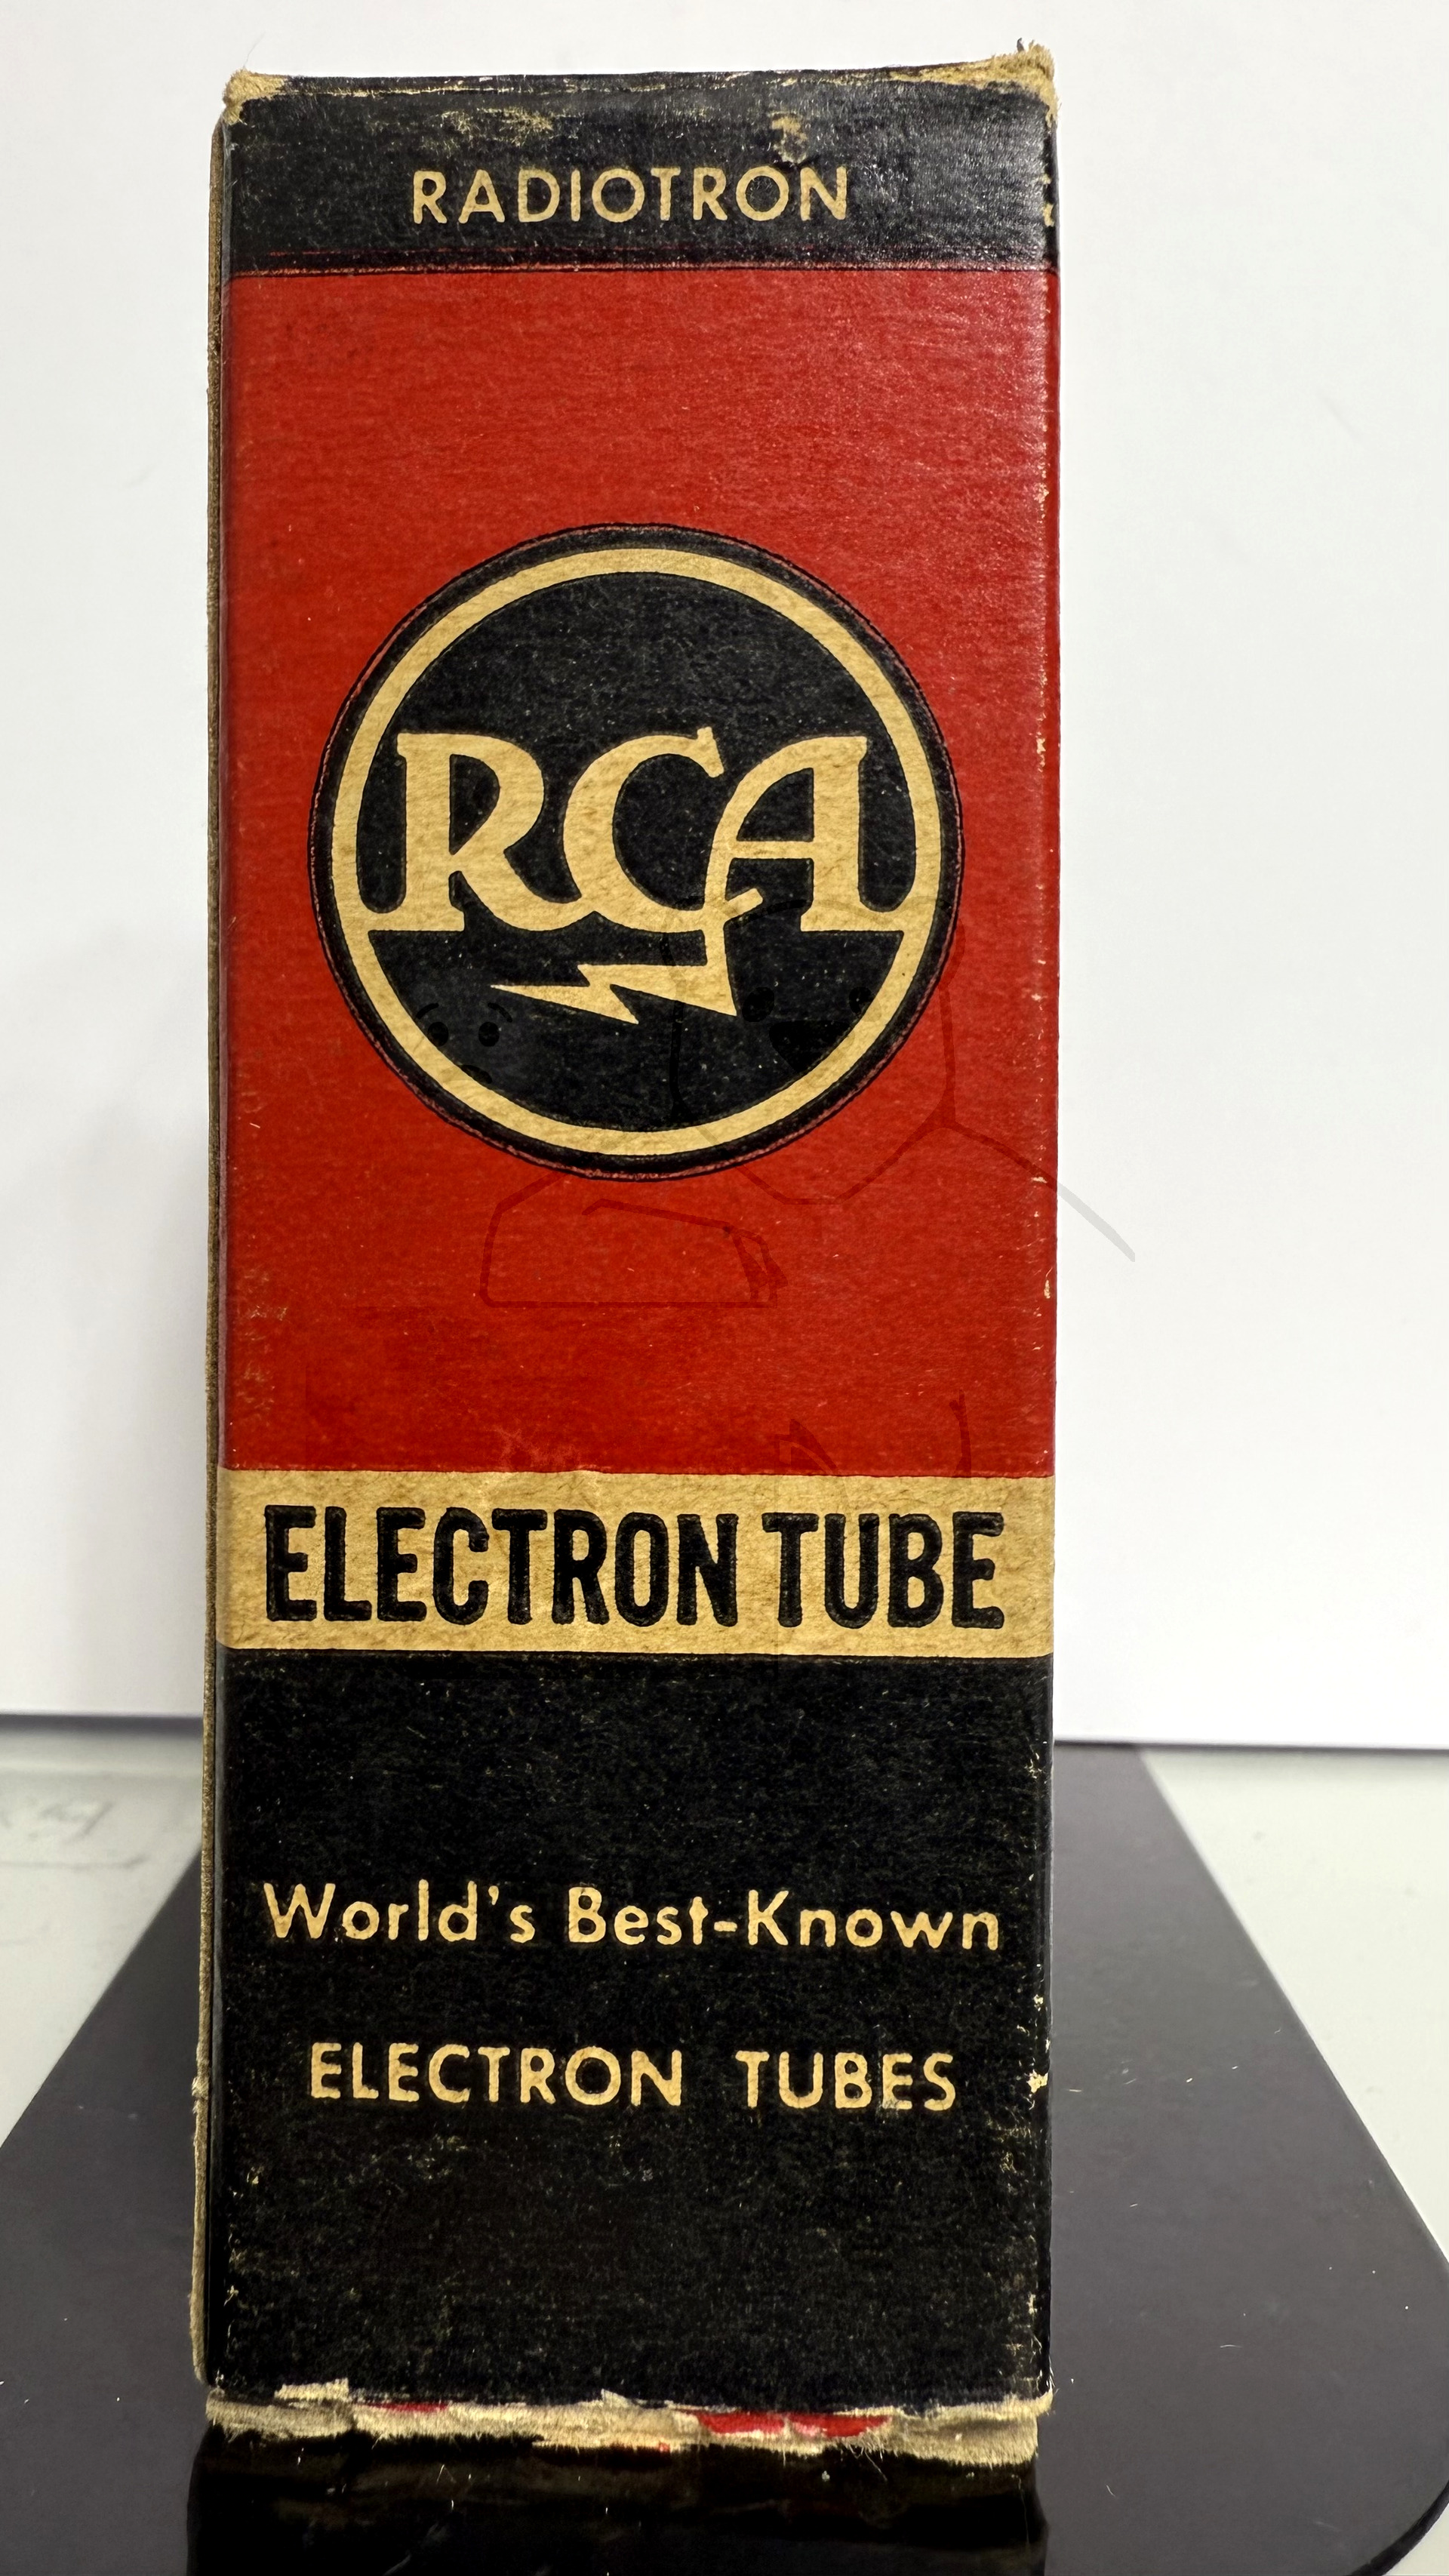 RADIOTRON
RCA
ELECTRON TUBE
World's Best-Known
ELECTRON TUBES